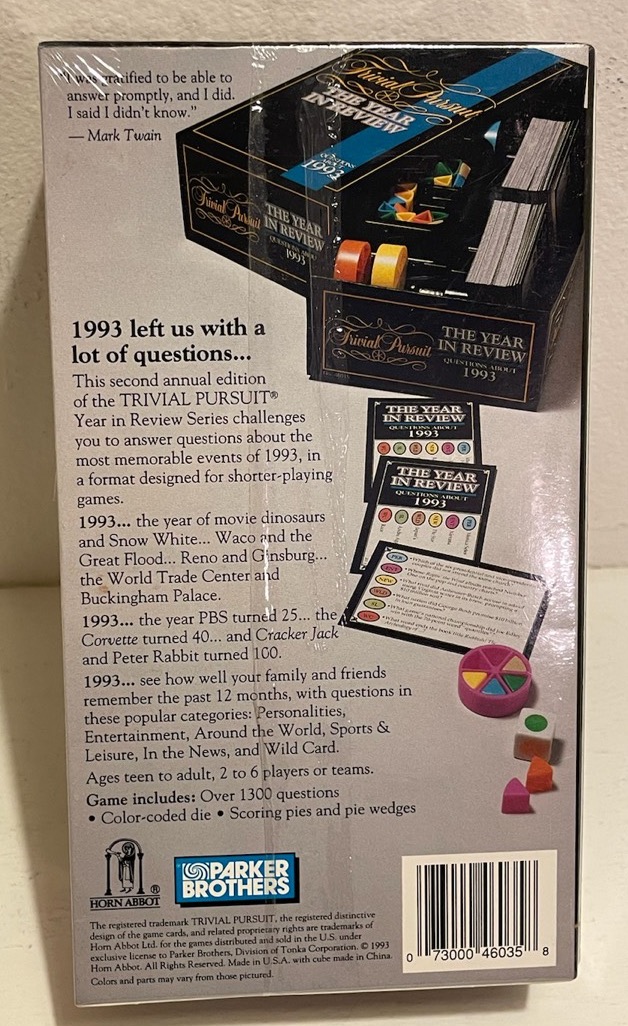 "I was gratified to be able to
answer promptly, and I did.
I said I didn't know."
— Mark Twain
Trivial Pursuit
THE YEAR
IN REVIEW
QUESTIONS
ABOUT
1993
Trivial Pursuit
THE YEAR
IN REVIEW
QUESTIONS ABOUT
1993
Trivial Pursuit
THE YEAR
IN REVIEW
QUESTIONS ABOUT
1993
1993 left us with a
lot of questions...
This second annual edition
of the TRIVIAL PURSUIT®
Year in Review Series challenges
you to answer questions about the
most memorable events of 1993, in
a format designed for shorter-playing
games.
1993... the year of movie dinosaurs
and Snow White... Waco and the
Great Flood... Reno and Ginsburg...
the World Trade Center and
Buckingham Palace.
1993... the year PBS turned 25... the
Corvette turned 40... and Cracker Jack
and Peter Rabbit turned 100.
1993... see how well your family and friends
remember the past 12 months, with questions in
these popular categories: Personalities,
Entertainment, Around the World, Sports &
Leisure, In the News, and Wild Card.
Ages teen to adult, 2 to 6 players or teams.
Game includes: Over 1300 questions
• Color-coded die • Scoring pies and pie wedges
THE YEAR
IN REVIEW
QUESTIONS ABOUT
1993
THE YEAR
IN REVIEW
QUESTIONS ABOUT
1993
HORN ABBOT ®
PARKER
BROTHERS
The registered trademark TRIVIAL PURSUIT, the registered distinctive
design of the game cards, and related proprietary rights are trademarks of
Horn Abbot Ltd. for the games distributed and sold in the U.S. under
exclusive license to Parker Brothers, Division of Tonka Corporation. © 1993
Horn Abbot. All Rights Reserved. Made in U.S.A. with cube made in China.
Colors and parts may vary from those pictured.
0 73000 46035 8